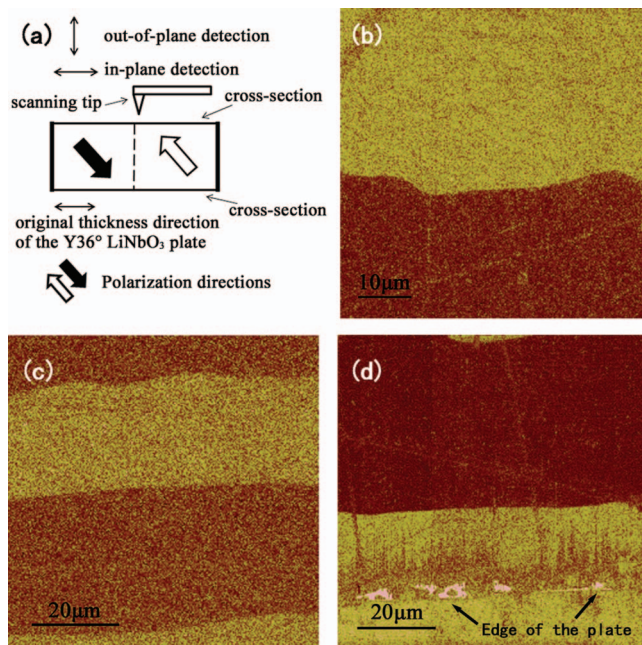 (a)
out-of-plane detection
in-plane detection
scanning tip
cross-section
cross-section
original thickness direction
of the Y36° LiNbO₃ plate
Polarization directions
(b)
10μm
(c)
20μm
(d)
20μm
Edge of the plate